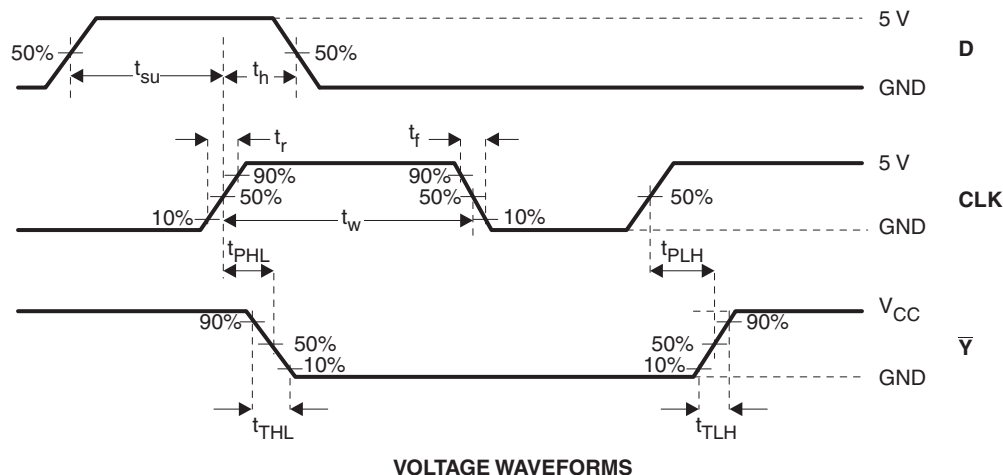 5 V
50%
50%
D
t_su
t_h
GND
t_r
t_f
5 V
90%
90%
50%
50%
50%
CLK
10%
t_w
10%
GND
t_PHL
t_PLH
V_CC
90%
90%
50%
50%
Y̅
10%
10%
GND
t_THL
t_TLH
VOLTAGE WAVEFORMS